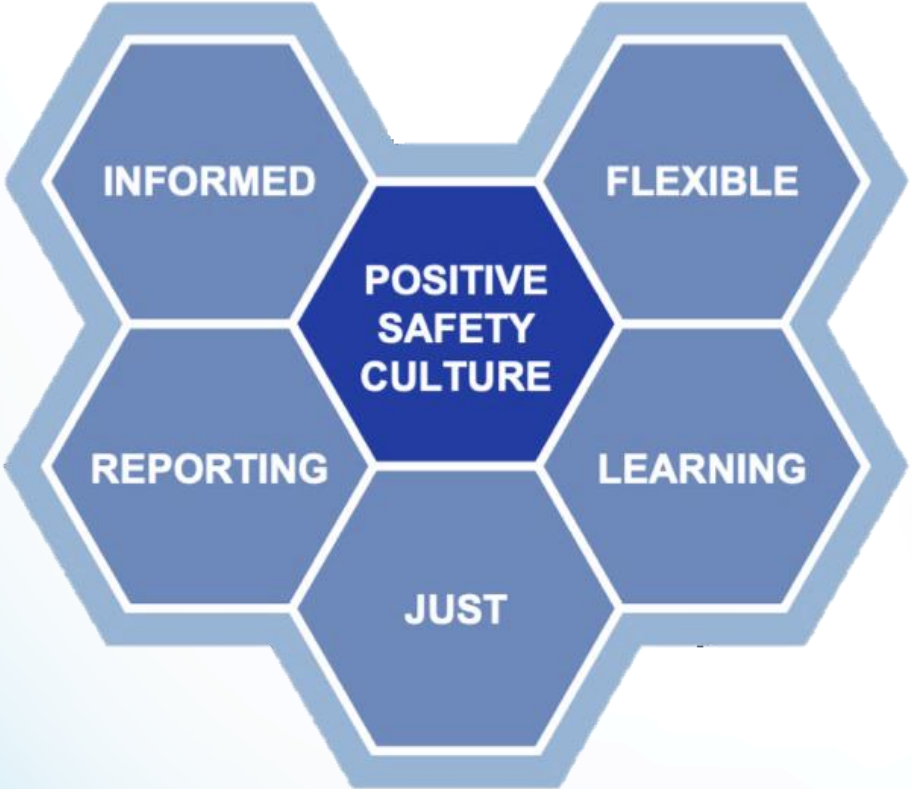 INFORMED
FLEXIBLE
POSITIVE
SAFETY
CULTURE
REPORTING
LEARNING
JUST